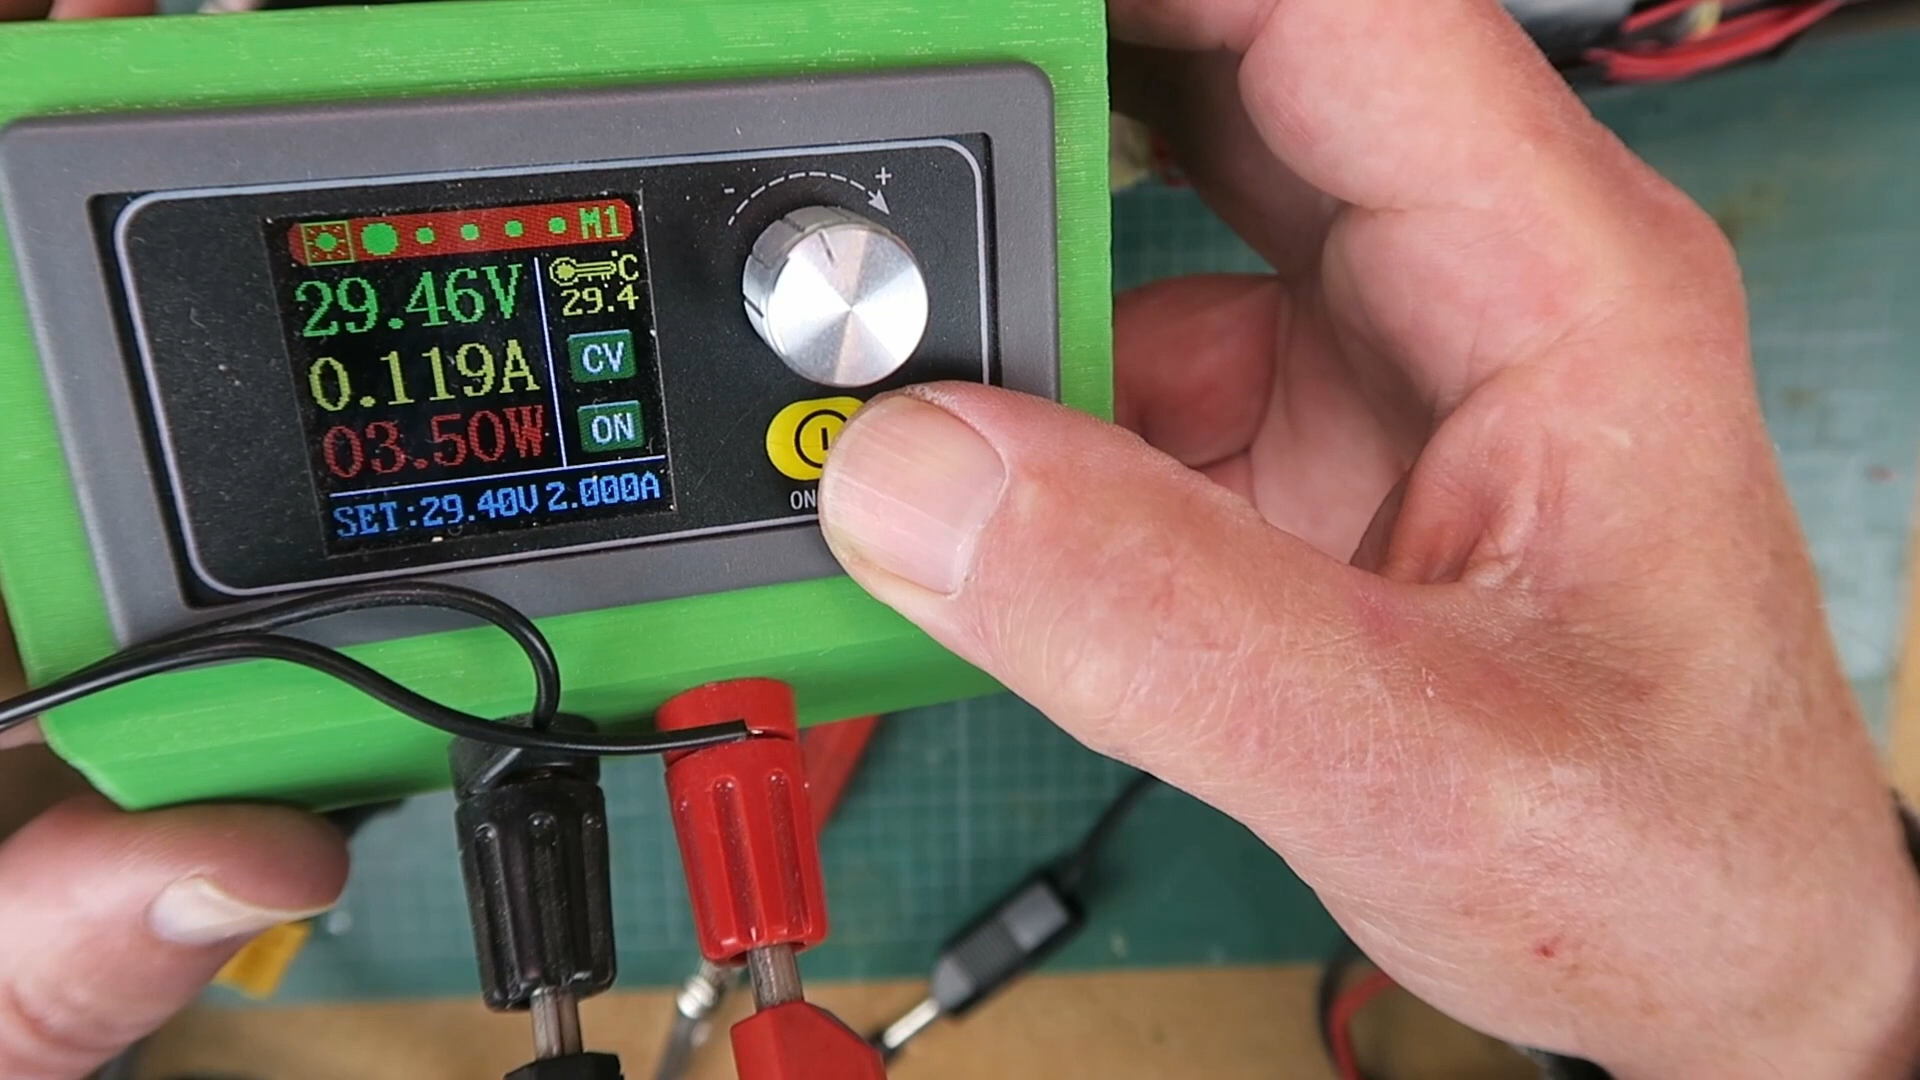 M1
29.46V
°C
29.4
0.119A
CV
03.50W
ON
SET:29.40V 2.000A
- +
ON